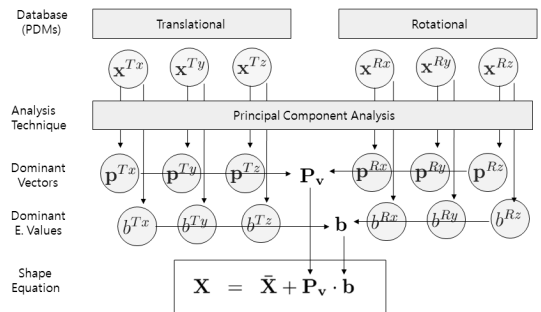 Database (PDMs)
Translational
Rotational
x^{Tx} x^{Ty} x^{Tz} x^{Rx} x^{Ry} x^{Rz}
Analysis Technique
Principal Component Analysis
Dominant Vectors
p^{Tx} p^{Ty} p^{Tz} P_v p^{Rx} p^{Ry} p^{Rz}
Dominant E. Values
b^{Tx} b^{Ty} b^{Tz} b b^{Rx} b^{Ry} b^{Rz}
Shape Equation
X = X̄ + P_v · b